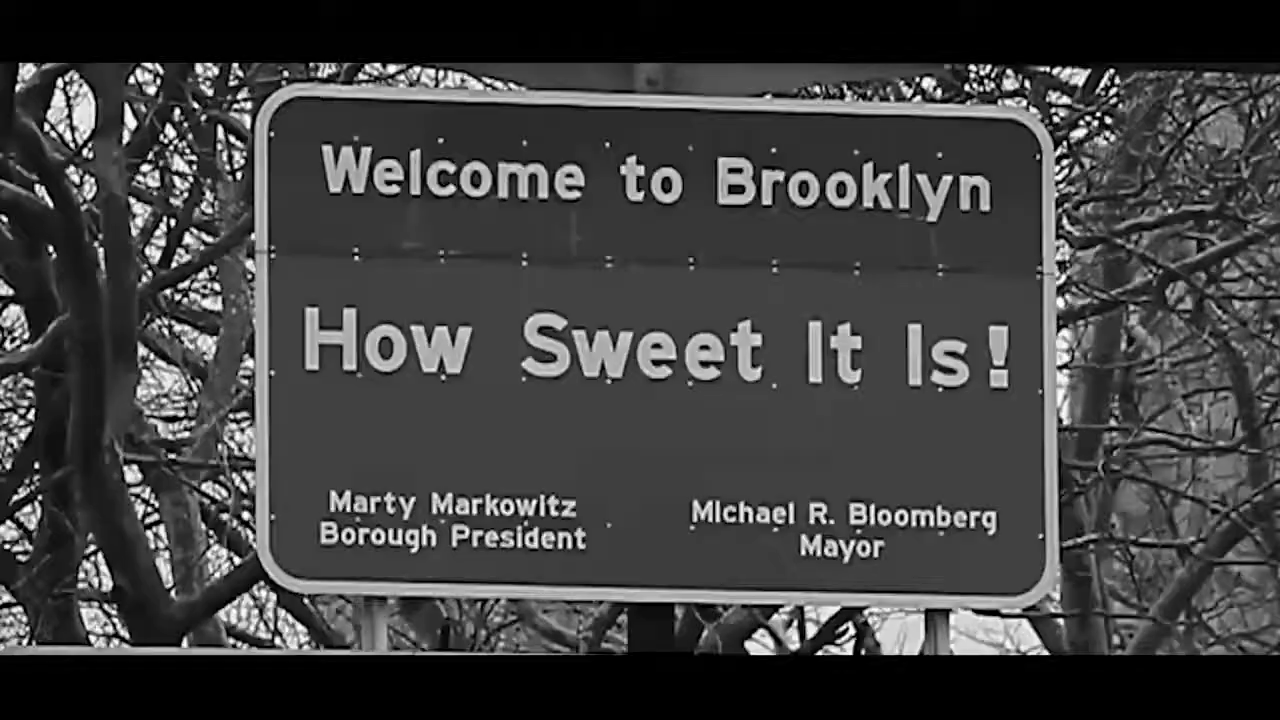 Welcome to Brooklyn
How Sweet It Is!
Marty Markowitz
Borough President
Michael R. Bloomberg
Mayor